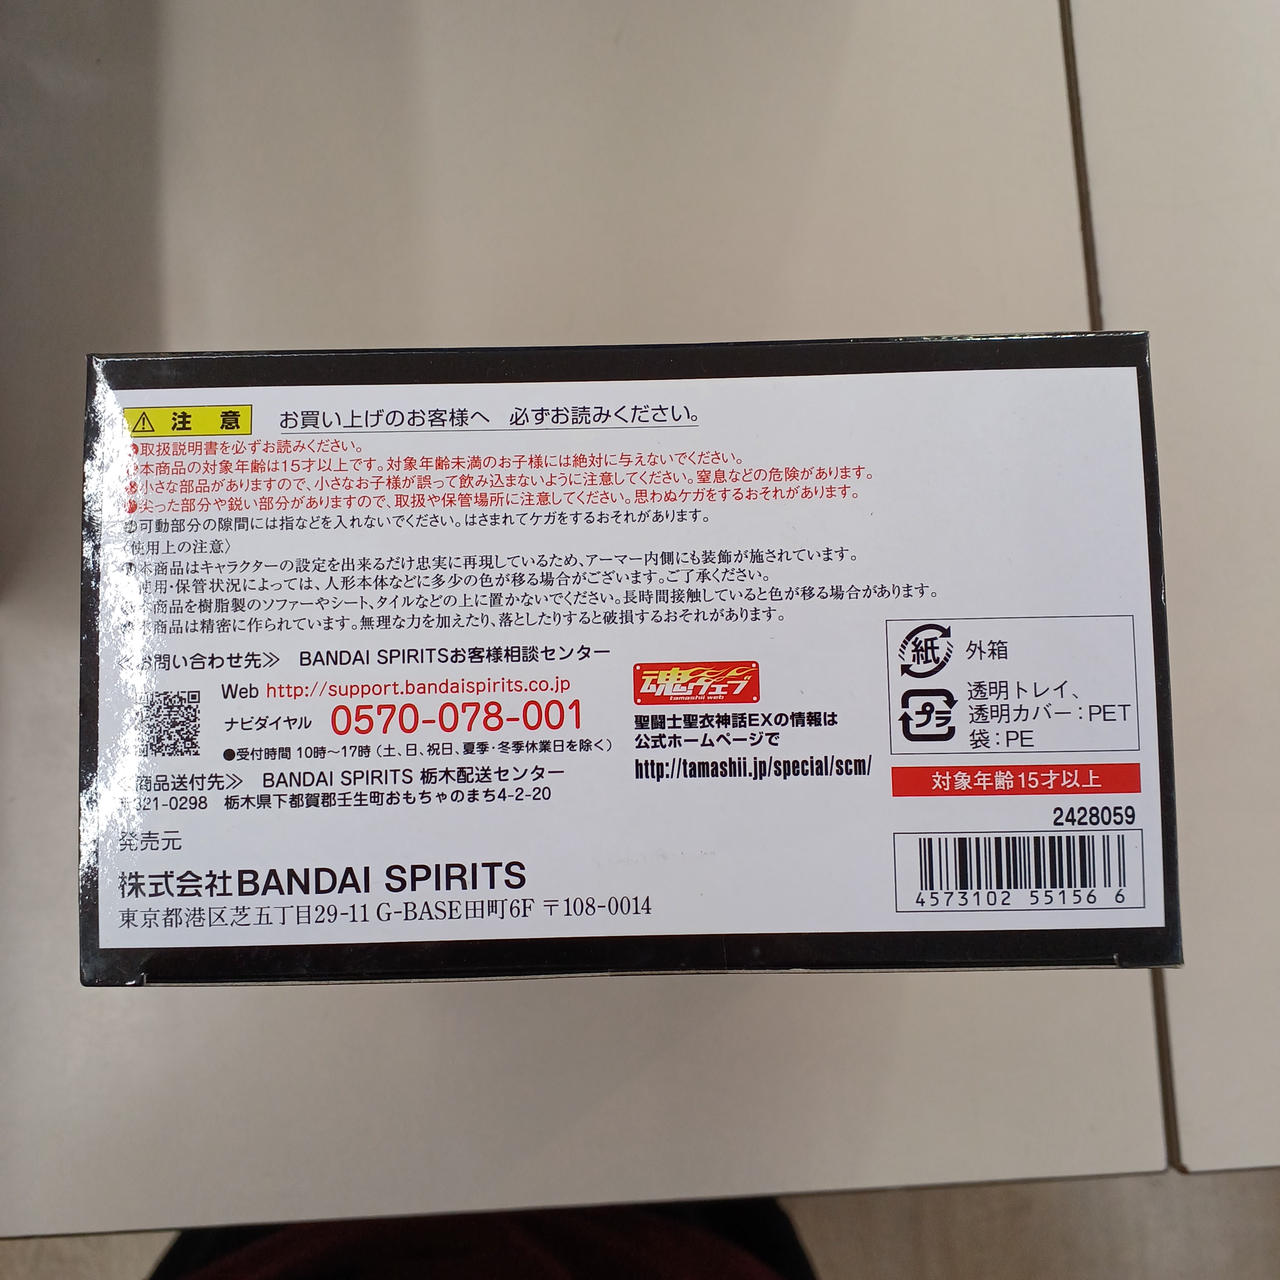 注 意 お買い上げのお客様へ 必ずお読みください。
●取扱説明書を必ずお読みください。
●本商品の対象年齢は15才以上です。対象年齢未満のお子様には絶対に与えないでください。
●小さな部品がありますので、小さなお子様が誤って飲み込まないように注意してください。窒息などの危険があります。
●尖った部分や鋭い部分がありますので、取扱や保管場所に注意してください。思わぬケガをするおそれがあります。
●可動部分の隙間には指などを入れないでください。はさまれてケガをするおそれがあります。
〈使用上の注意〉
●本商品はキャラクターの設定を出来るだけ忠実に再現しているため、アーマー内側にも装飾が施されています。
使用・保管状況によっては、人形本体などに多少の色が移る場合がございます。ご了承ください。
●本商品を樹脂製のソファーやシート、タイルなどの上に置かないでください。長時間接触していると色が移る場合があります。
●本商品は精密に作られています。無理な力を加えたり、落としたりすると破損するおそれがあります。
≪お問い合わせ先≫ BANDAI SPIRITSお客様相談センター
Web http://support.bandaispirits.co.jp
ナビダイヤル 0570-078-001
●受付時間 10時〜17時（土、日、祝日、夏季・冬季休業日を除く）
≪商品送付先≫ BANDAI SPIRITS 栃木配送センター
〒321-0298 栃木県下都賀郡壬生町おもちゃのまち4-2-20
発売元
株式会社BANDAI SPIRITS
東京都港区芝五丁目29-11 G-BASE田町6F 〒108-0014
魂ウェブ
tamashii web
聖闘士聖衣神話EXの情報は
公式ホームページで
http://tamashii.jp/special/scm/
紙 外箱
プラ 透明トレイ、
透明カバー：PET
袋：PE
対象年齢15才以上
2428059
4573102 55156 6